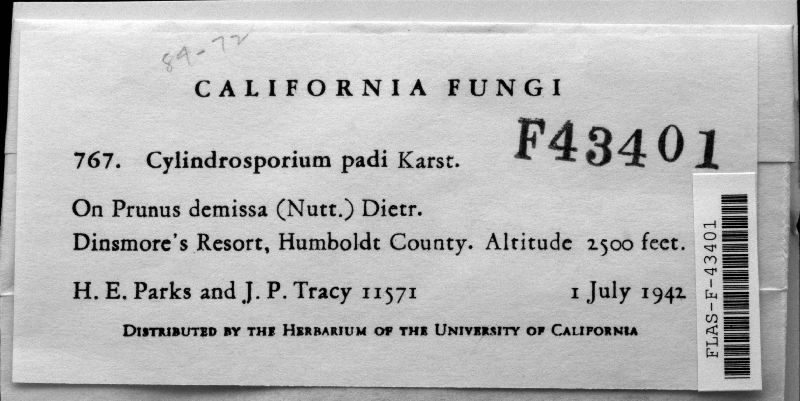 89-72
CALIFORNIA FUNGI
F43401
767. Cylindrosporium padi Karst.
On Prunus demissa (Nutt.) Dietr.
Dinsmore's Resort, Humboldt County. Altitude 2500 feet.
H. E. Parks and J. P. Tracy 11571 1 July 1942
DISTRIBUTED BY THE HERBARIUM OF THE UNIVERSITY OF CALIFORNIA
FLAS-F-43401